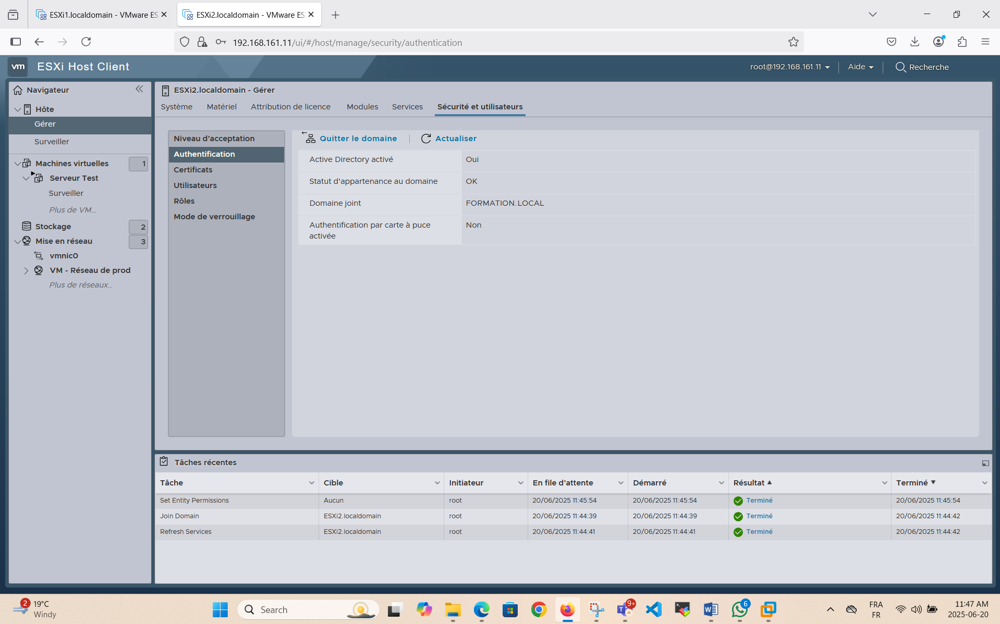 ESXi1.localdomain - VMware ES
ESXi2.localdomain - VMware ES
192.168.161.11/ui/#/host/manage/security/authentication
vm
ESXi Host Client
root@192.168.161.11
Aide
Recherche
Navigateur
Hôte
Gérer
Surveiller
Machines virtuelles
1
Serveur Test
Surveiller
Plus de VM...
Stockage
2
Mise en réseau
3
vmnic0
VM - Réseau de prod
Plus de réseaux...
ESXi2.localdomain - Gérer
Système
Matériel
Attribution de licence
Modules
Services
Sécurité et utilisateurs
Niveau d'acceptation
Authentification
Certificats
Utilisateurs
Rôles
Mode de verrouillage
Quitter le domaine
Actualiser
Active Directory activé
Oui
Statut d'appartenance au domaine
OK
Domaine joint
FORMATION.LOCAL
Authentification par carte à puce
activée
Non
Tâches récentes
Tâche
Cible
Initiateur
En file d'attente
Démarré
Résultat
Terminé
Set Entity Permissions
Aucun
root
20/06/2025 11:45:54
20/06/2025 11:45:54
Terminé
20/06/2025 11:45:54
Join Domain
ESXi2.localdomain
root
20/06/2025 11:44:39
20/06/2025 11:44:39
Terminé
20/06/2025 11:44:42
Refresh Services
ESXi2.localdomain
root
20/06/2025 11:44:41
20/06/2025 11:44:41
Terminé
20/06/2025 11:44:42
2
19°C
Windy
Search
9+
6
FRA
FR
11:47 AM
2025-06-20